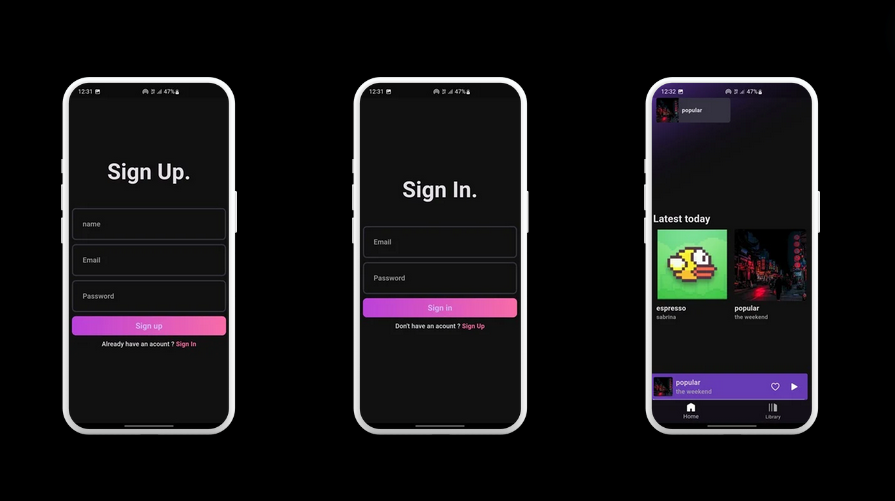 12:31
47%
Sign Up.
name
Email
Password
Sign up
Already have an acount ? Sign In
12:31
47%
Sign In.
Email
Password
Sign in
Don't have an acount ? Sign Up
12:32
47%
popular
Latest today
espresso
sabrina
popular
the weekend
popular
the weekend
Home
Library